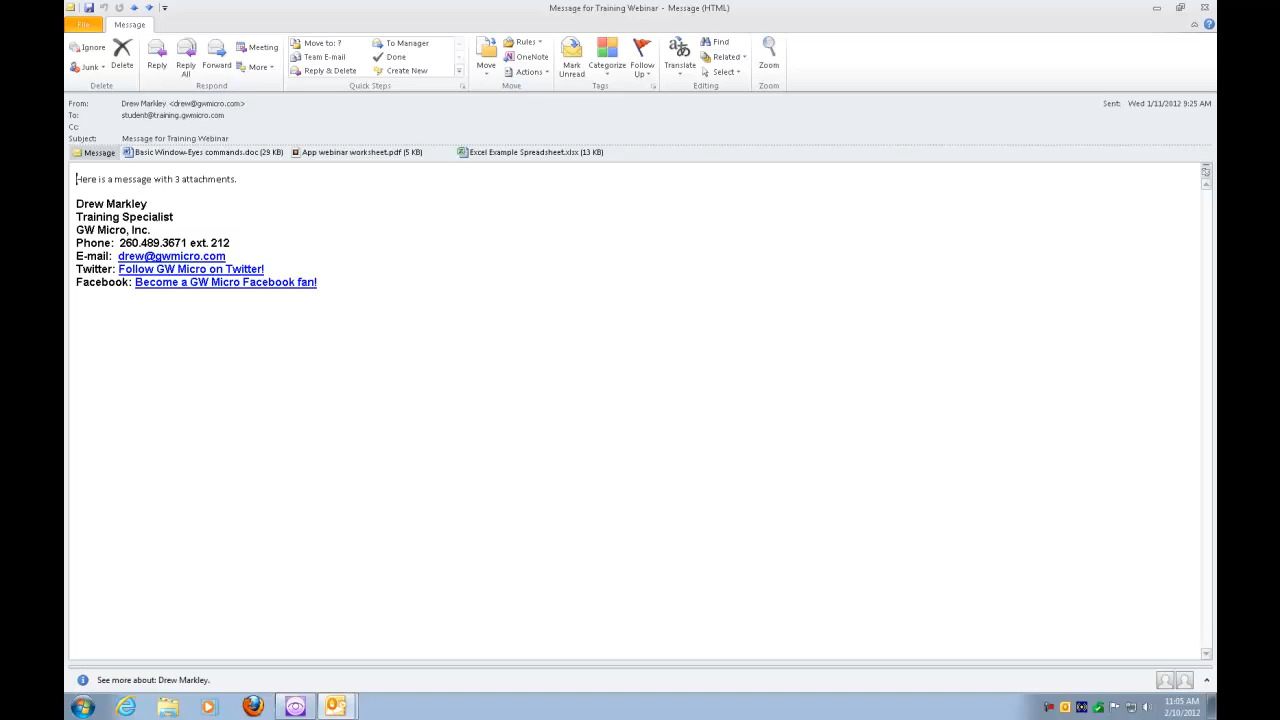 Message for Training Webinar - Message (HTML)
File Message
Ignore
Junk
Delete
Delete
Reply
Reply All
Forward
Meeting
More
Respond
Move to: ?
Team E-mail
Reply & Delete
To Manager
Done
Create New
Quick Steps
Move
Rules
OneNote
Actions
Move
Mark Unread
Categorize
Follow Up
Tags
Translate
Find
Related
Select
Editing
Zoom
Zoom
From: Drew Markley <drew@gwmicro.com> Sent: Wed 1/11/2012 9:25 AM
To: student@training.gwmicro.com
Cc:
Subject: Message for Training Webinar
Message Basic Window-Eyes commands.doc (29 KB) App webinar worksheet.pdf (5 KB) Excel Example Spreadsheet.xlsx (13 KB)
Here is a message with 3 attachments.
Drew Markley
Training Specialist
GW Micro, Inc.
Phone: 260.489.3671 ext. 212
E-mail: drew@gwmicro.com
Twitter: Follow GW Micro on Twitter!
Facebook: Become a GW Micro Facebook fan!
See more about: Drew Markley.
11:05 AM
2/10/2012